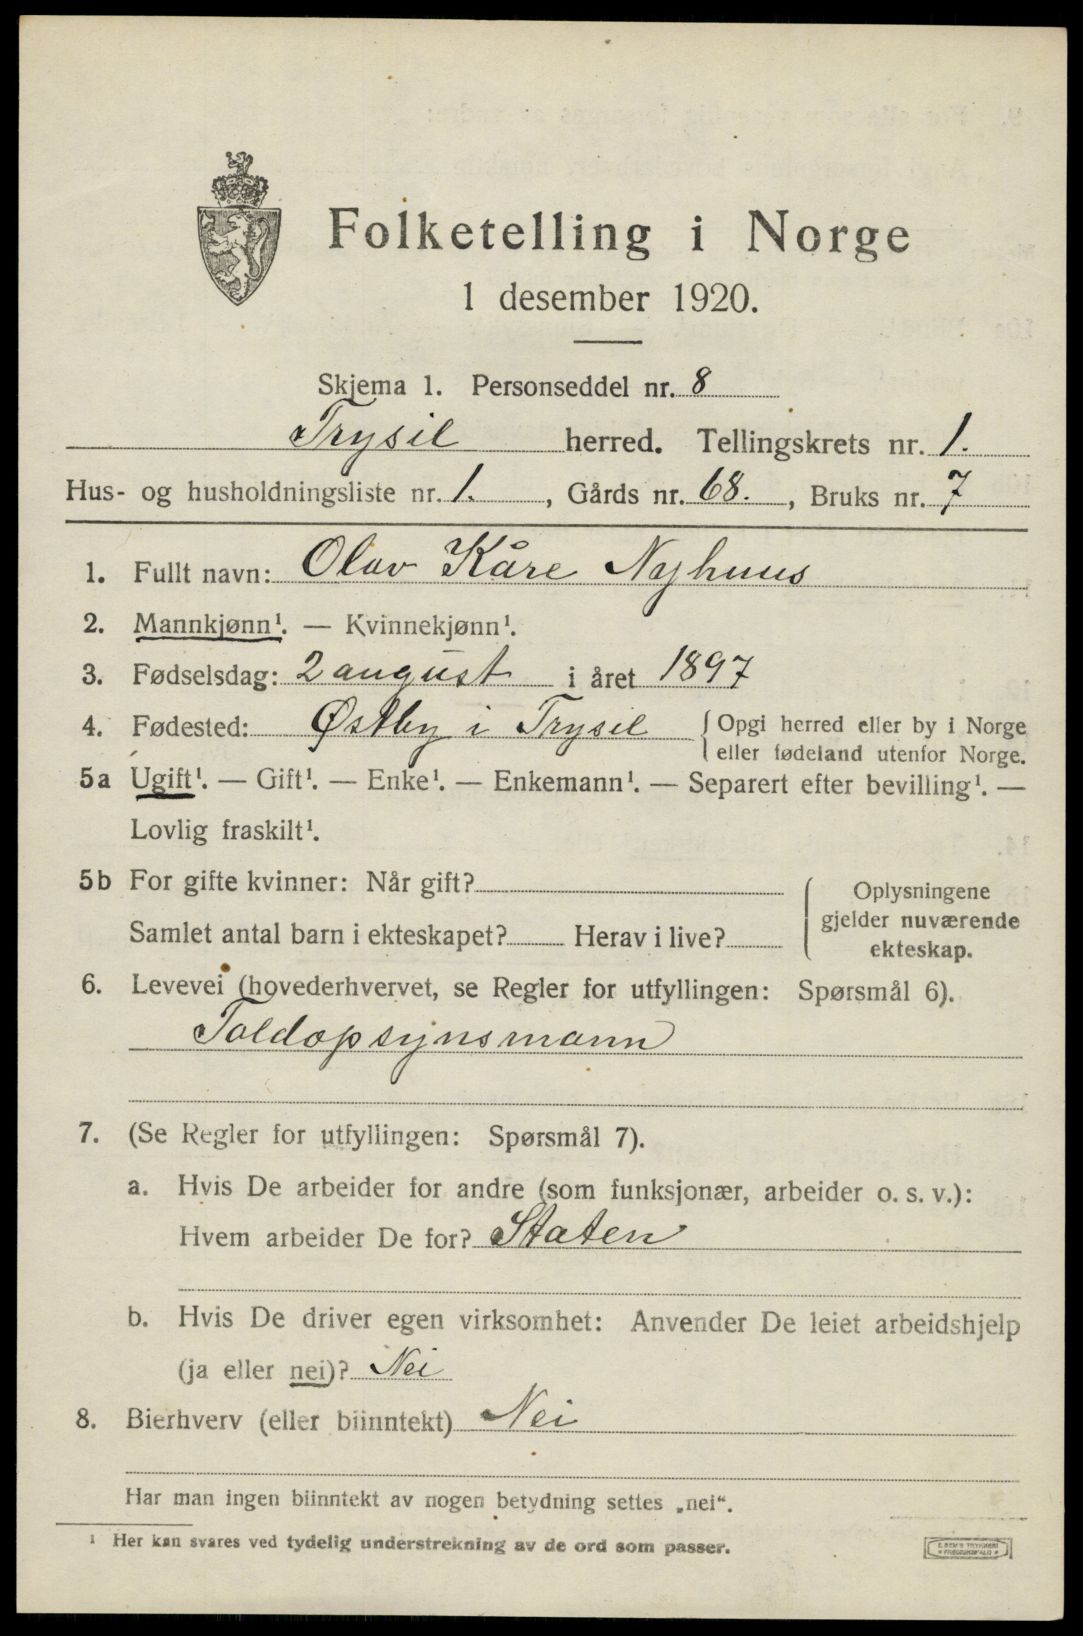 Folketelling i Norge
1 desember 1920.
Skjema 1. Personseddel nr. 8
Trysil herred. Tellingskrets nr. 1.
Hus- og husholdningsliste nr. 1. , Gårds nr. 68. , Bruks nr. 7
1. Fullt navn: Olav Kåre Nyhuus
2. Mannkjønn¹. — Kvinnekjønn¹.
3. Fødselsdag: 2 august i året 1897
4. Fødested: Østby i Trysil { Opgi herred eller by i Norge
eller fødeland utenfor Norge.
5a Ugift¹. — Gift¹. — Enke¹. — Enkemann¹. — Separert efter bevilling¹. —
Lovlig fraskilt¹.
5b For gifte kvinner: Når gift?
Samlet antal barn i ekteskapet? Herav i live?
{ Oplysningene
gjelder nuværende
ekteskap.
6. Levevei (hovederhvervet, se Regler for utfyllingen: Spørsmål 6).
Toldopsynsmann
7. (Se Regler for utfyllingen: Spørsmål 7).
a. Hvis De arbeider for andre (som funksjonær, arbeider o. s. v.):
Hvem arbeider De for? Staten
b. Hvis De driver egen virksomhet: Anvender De leiet arbeidshjelp
(ja eller nei)? Nei
8. Bierhverv (eller biinntekt) Nei
Har man ingen biinntekt av nogen betydning settes „nei“.
¹ Her kan svares ved tydelig understrekning av de ord som passer.